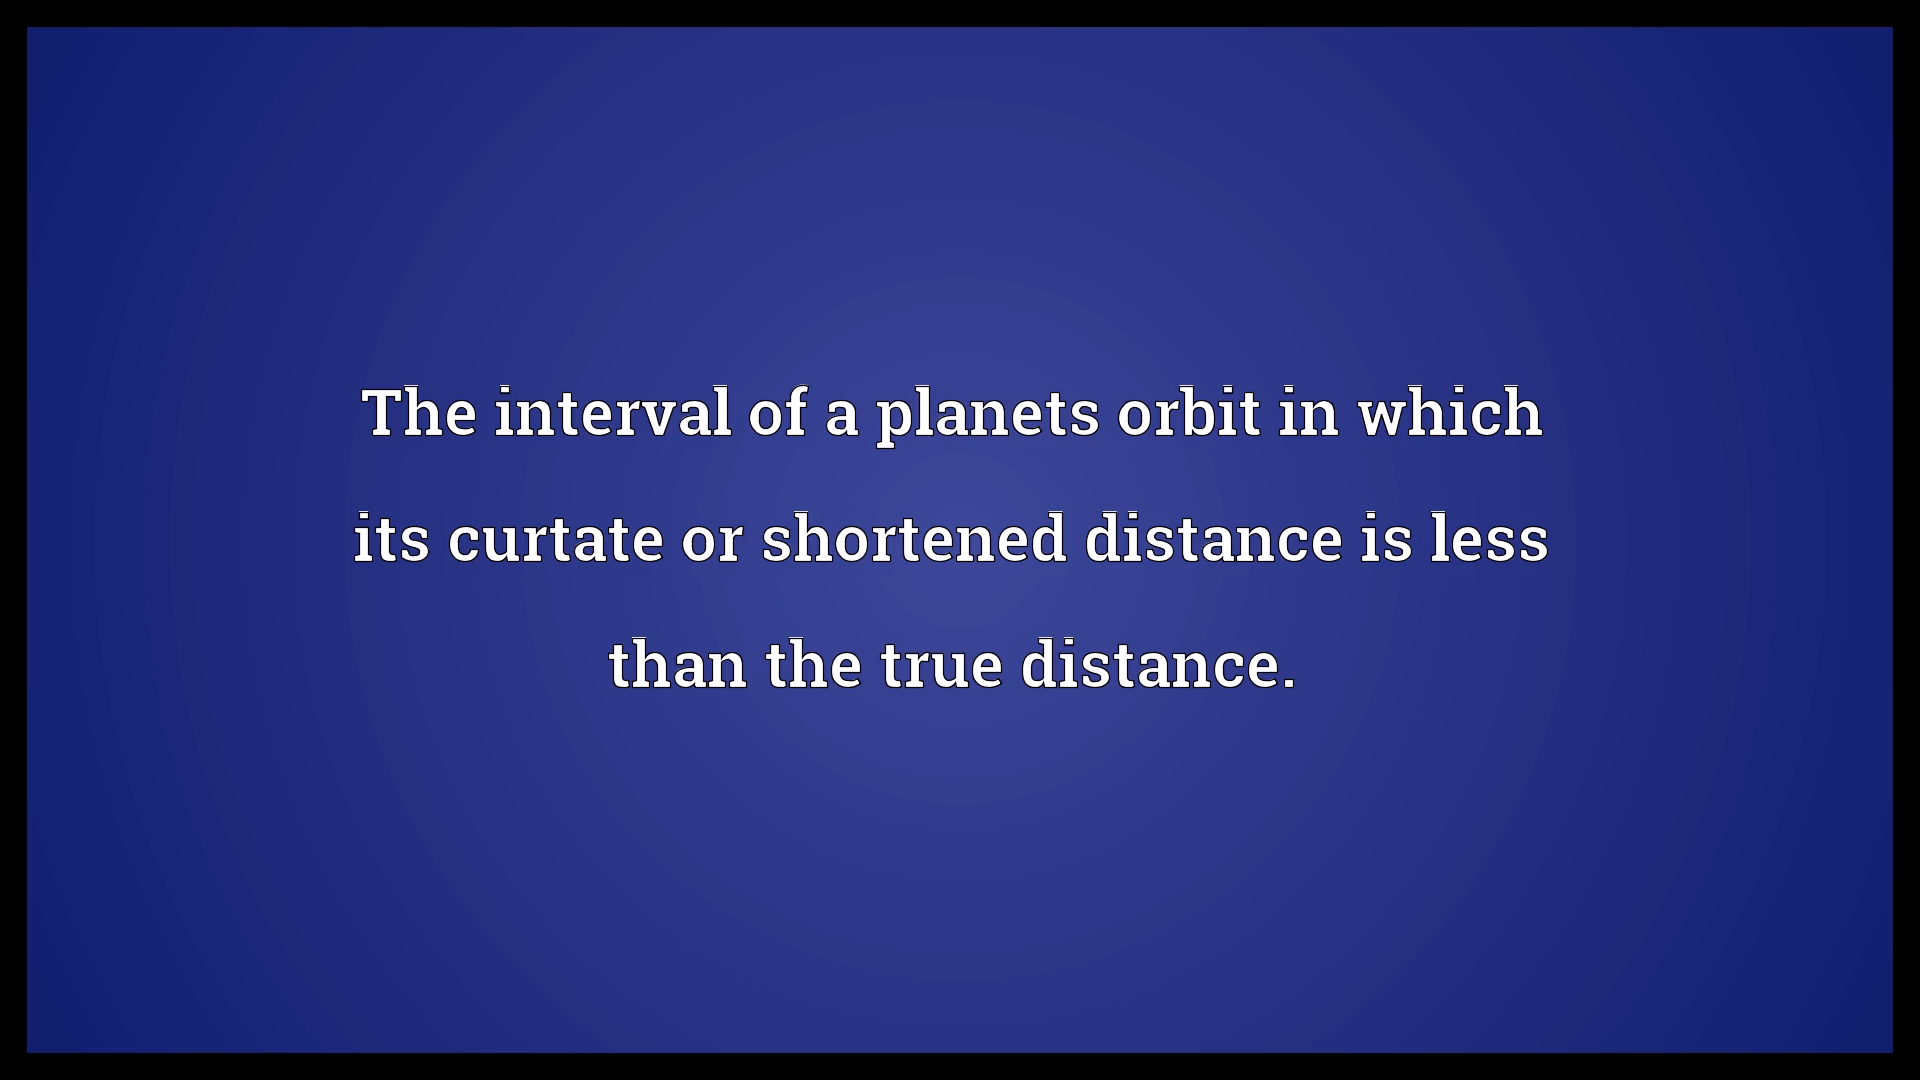 The interval of a planets orbit in which
its curtate or shortened distance is less
than the true distance.